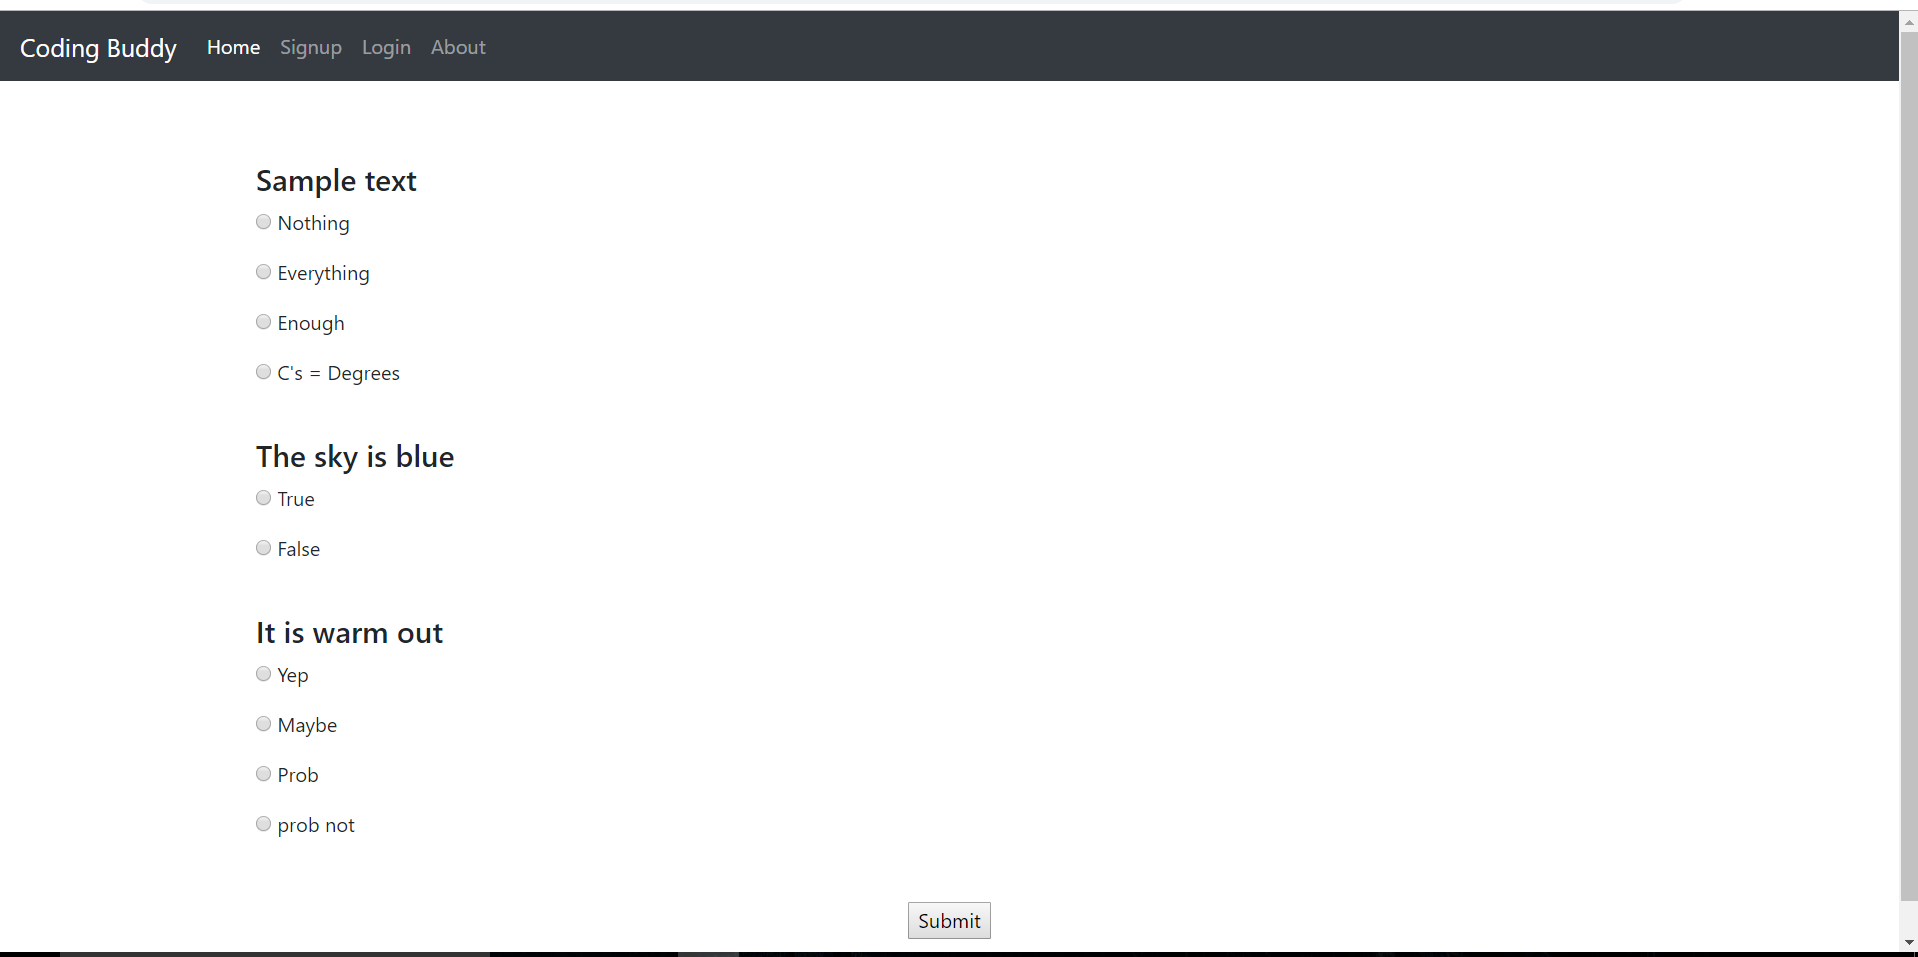 Coding Buddy Home Signup Login About
Sample text
Nothing
Everything
Enough
C's = Degrees
The sky is blue
True
False
It is warm out
Yep
Maybe
Prob
prob not
Submit